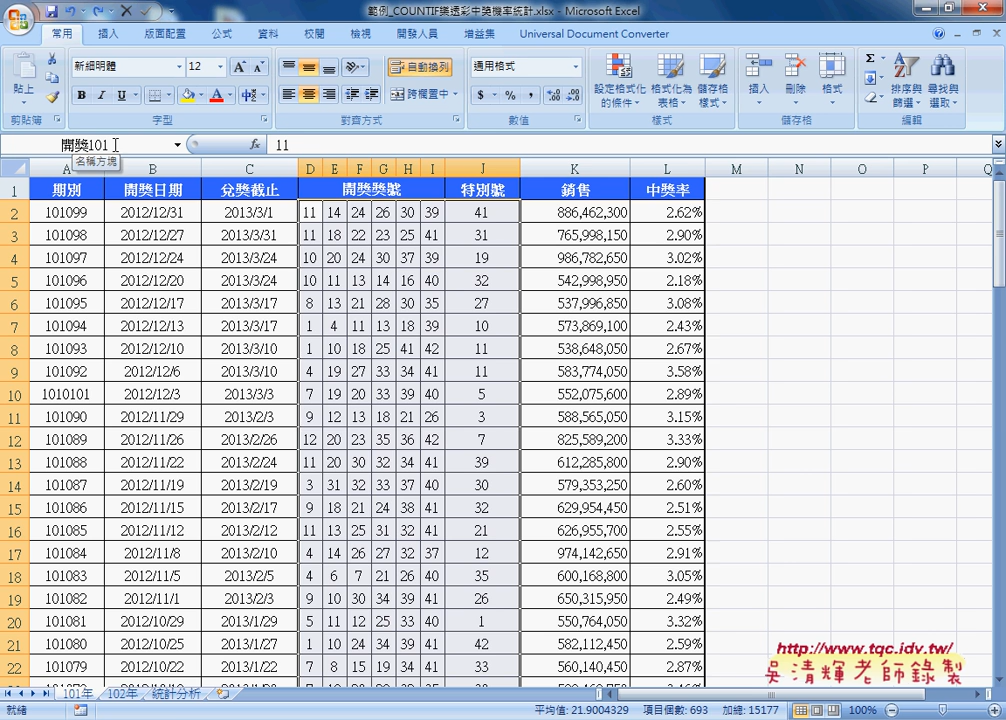 範例_COUNTIF樂透彩中獎機率統計.xlsx - Microsoft Excel
常用 插入 版面配置 公式 資料 校閱 檢視 開發人員 增益集 Universal Document Converter
新細明體 12 自動換列 通用格式
貼上 B I U 跨欄置中 $ % , 設定格式化的條件 格式化為表格 儲存格樣式 插入 刪除 格式 排序與篩選 尋找與選取
剪貼簿 字型 對齊方式 數值 樣式 儲存格 編輯
開獎101 fx 11
名稱方塊
A B C D E F G H I J K L M N O P Q
1 期別 開獎日期 兌獎截止 開獎獎號 特別號 銷售 中獎率
2 101099 2012/12/31 2013/3/1 11 14 24 26 30 39 41 886,462,300 2.62%
3 101098 2012/12/27 2013/3/31 11 18 22 23 25 41 31 765,998,150 2.90%
4 101097 2012/12/24 2013/3/24 10 20 24 30 37 39 19 986,782,650 3.02%
5 101096 2012/12/20 2013/3/24 10 11 13 14 16 40 32 542,998,950 2.18%
6 101095 2012/12/17 2013/3/17 8 13 21 28 30 35 27 537,996,850 3.08%
7 101094 2012/12/13 2013/3/17 1 4 11 13 18 39 10 573,869,100 2.43%
8 101093 2012/12/10 2013/3/10 1 10 18 25 41 42 11 538,648,050 2.67%
9 101092 2012/12/6 2013/3/10 4 19 27 33 34 41 11 583,774,050 3.58%
10 1010101 2012/12/3 2013/3/3 7 19 20 33 39 40 5 552,075,600 2.89%
11 101090 2012/11/29 2013/2/3 9 12 13 18 21 26 3 588,565,050 3.15%
12 101089 2012/11/26 2013/2/26 12 20 23 35 36 42 7 825,589,200 3.33%
13 101088 2012/11/22 2013/2/24 11 20 30 32 34 41 39 612,285,800 2.90%
14 101087 2012/11/19 2013/2/19 3 31 32 33 37 40 30 579,353,250 2.60%
15 101086 2012/11/15 2013/2/17 9 18 21 24 38 41 32 629,954,450 2.51%
16 101085 2012/11/12 2013/2/12 11 13 25 31 32 41 21 626,955,700 2.55%
17 101084 2012/11/8 2013/2/10 4 14 26 27 32 37 12 974,142,650 2.91%
18 101083 2012/11/5 2013/2/5 4 6 7 21 26 40 35 600,168,800 3.05%
19 101082 2012/11/1 2013/2/3 9 10 30 34 39 41 26 650,315,950 2.49%
20 101081 2012/10/29 2013/1/29 5 11 12 25 33 40 1 550,764,050 3.32%
21 101080 2012/10/25 2013/1/27 1 10 24 34 39 41 42 582,112,450 2.59%
22 101079 2012/10/22 2013/1/22 7 8 15 19 34 41 33 560,140,450 2.87%
http://www.tqc.idv.tw/
吳清輝老師錄製
101年 102年 統計分析
就緒 平均值: 21.9004329 項目個數: 693 加總: 15177 100%